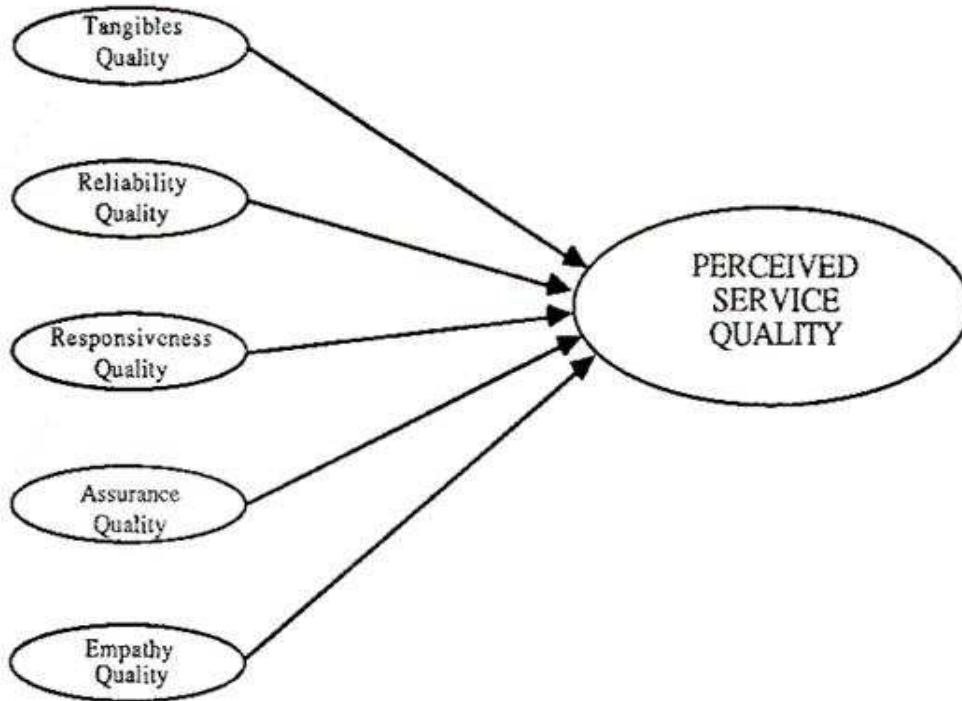 Tangibles
Quality
Reliability
Quality
Responsiveness
Quality
Assurance
Quality
Empathy
Quality
PERCEIVED
SERVICE
QUALITY